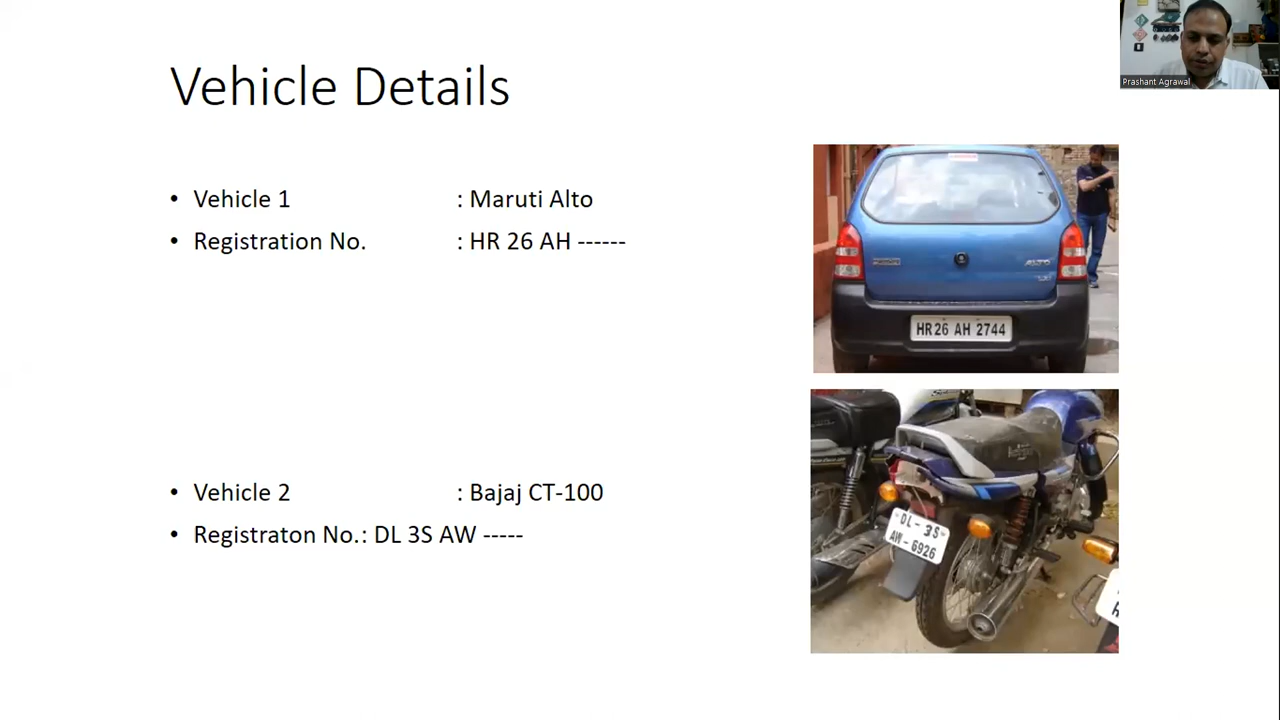 Vehicle Details
Prashant Agrawal
• Vehicle 1 : Maruti Alto
• Registration No. : HR 26 AH ------
ALTO
HR26 AH 2744
• Vehicle 2 : Bajaj CT-100
• Registraton No.: DL 3S AW -----
DL-3S
AW-6926